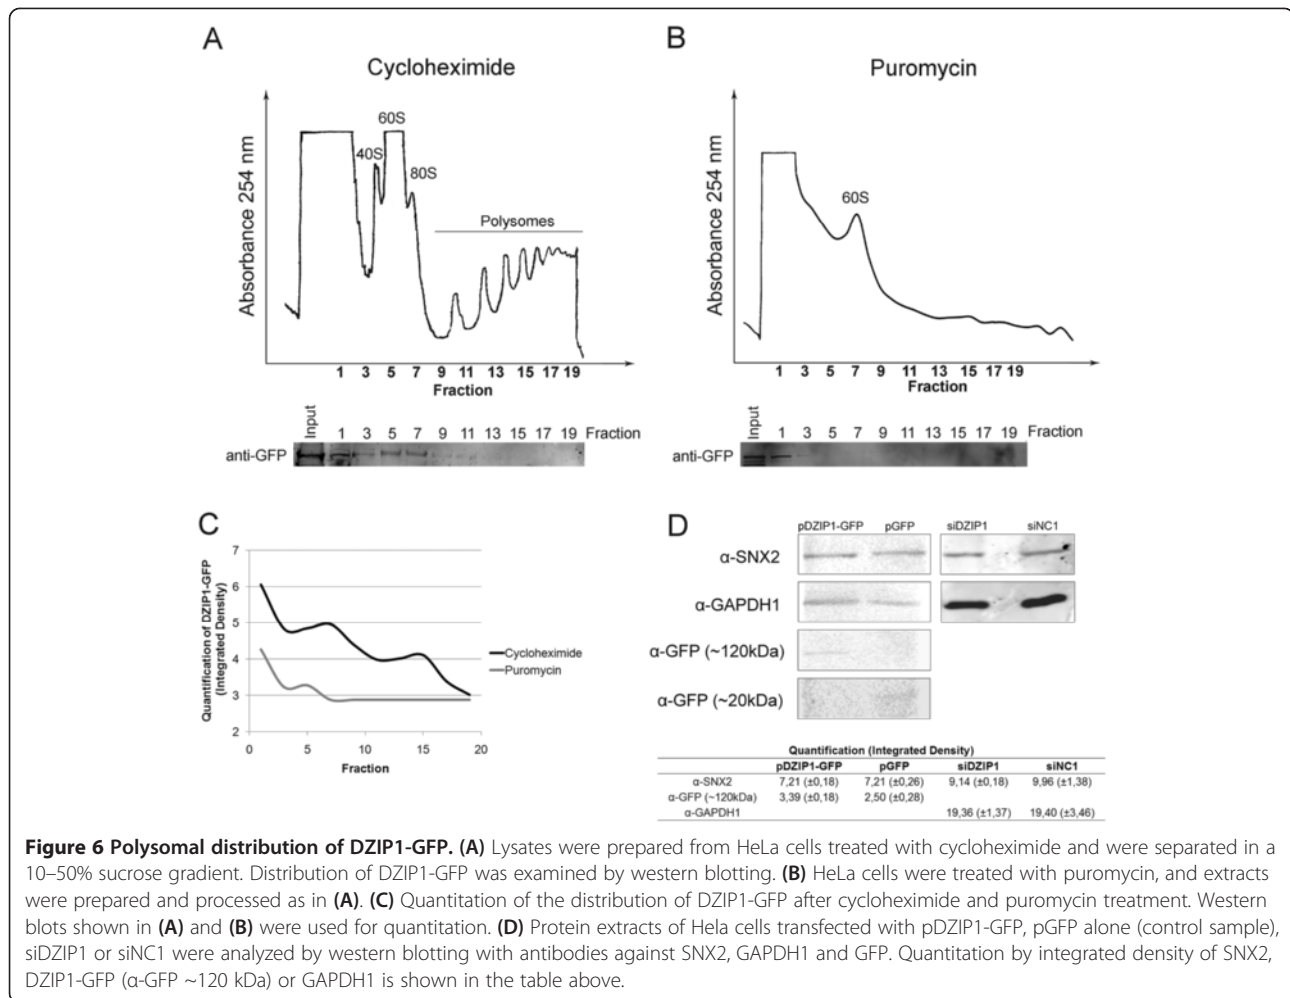 A
Cycloheximide
Absorbance 254 nm
40S
60S
80S
Polysomes
1 3 5 7 9 11 13 15 17 19
Fraction
Input 1 3 5 7 9 11 13 15 17 19 Fraction
anti-GFP
B
Puromycin
Absorbance 254 nm
60S
1 3 5 7 9 11 13 15 17 19
Fraction
Input 1 3 5 7 9 11 13 15 17 19 Fraction
anti-GFP
C
Quantification of DZIP1-GFP
(Integrated Density)
7
6
5
4
3
2
0 5 10 15 20
Fraction
Cycloheximide
Puromycin
D
pDZIP1-GFP pGFP siDZIP1 siNC1
α-SNX2
α-GAPDH1
α-GFP (~120kDa)
α-GFP (~20kDa)
Quantification (Integrated Density)
pDZIP1-GFP pGFP siDZIP1 siNC1
α-SNX2 7,21 (±0,18) 7,21 (±0,26) 9,14 (±0,18) 9,96 (±1,38)
α-GFP (~120kDa) 3,39 (±0,18) 2,50 (±0,28)
α-GAPDH1 19,36 (±1,37) 19,40 (±3,46)
Figure 6 Polysomal distribution of DZIP1-GFP. (A) Lysates were prepared from HeLa cells treated with cycloheximide and were separated in a
10–50% sucrose gradient. Distribution of DZIP1-GFP was examined by western blotting. (B) HeLa cells were treated with puromycin, and extracts
were prepared and processed as in (A). (C) Quantitation of the distribution of DZIP1-GFP after cycloheximide and puromycin treatment. Western
blots shown in (A) and (B) were used for quantitation. (D) Protein extracts of Hela cells transfected with pDZIP1-GFP, pGFP alone (control sample),
siDZIP1 or siNC1 were analyzed by western blotting with antibodies against SNX2, GAPDH1 and GFP. Quantitation by integrated density of SNX2,
DZIP1-GFP (α-GFP ~120 kDa) or GAPDH1 is shown in the table above.